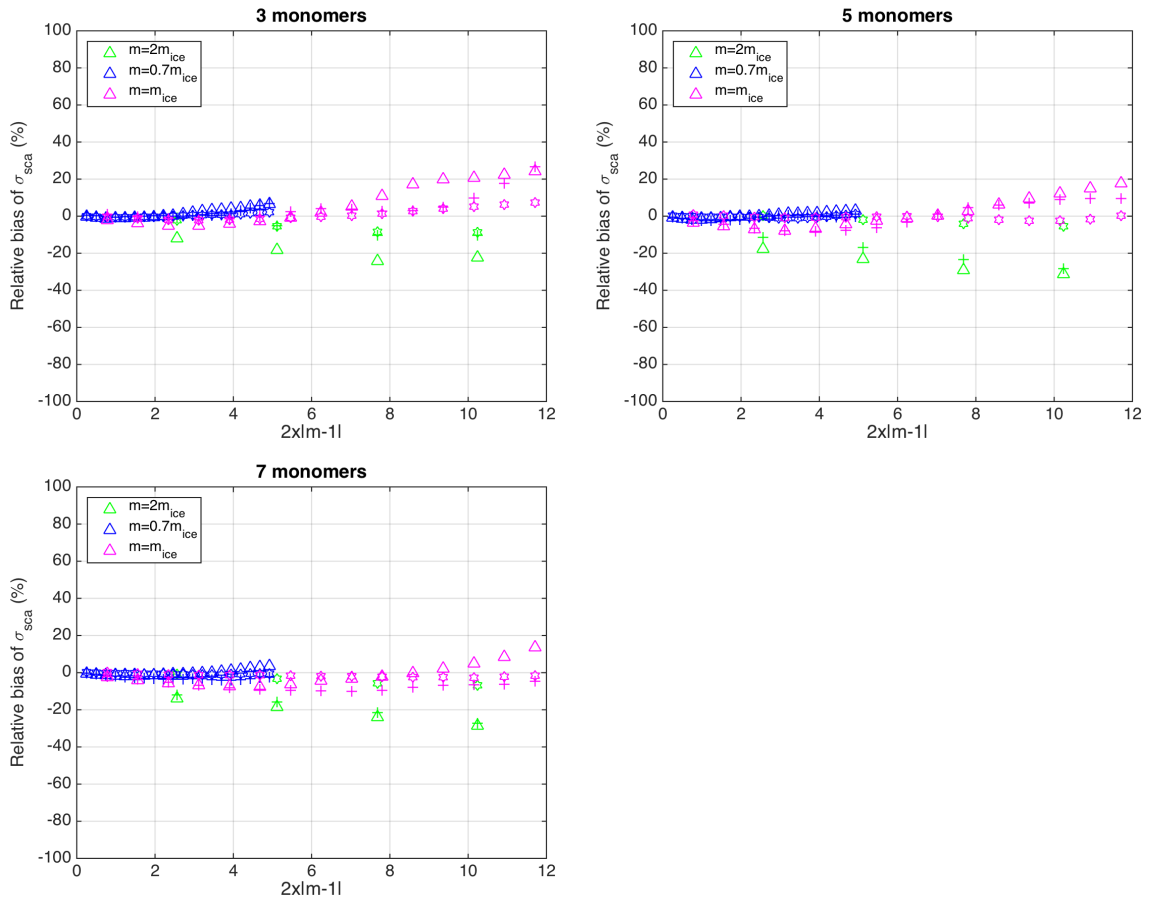 3 monomers
100
80
60
40
20
0
-20
-40
-60
-80
-100
0 2 4 6 8 10 12
Relative bias of σsca (%)
2x|m-1|
m=2mice
m=0.7mice
m=mice
5 monomers
100
80
60
40
20
0
-20
-40
-60
-80
-100
0 2 4 6 8 10 12
Relative bias of σsca (%)
2x|m-1|
m=2mice
m=0.7mice
m=mice
7 monomers
100
80
60
40
20
0
-20
-40
-60
-80
-100
0 2 4 6 8 10 12
Relative bias of σsca (%)
2x|m-1|
m=2mice
m=0.7mice
m=mice